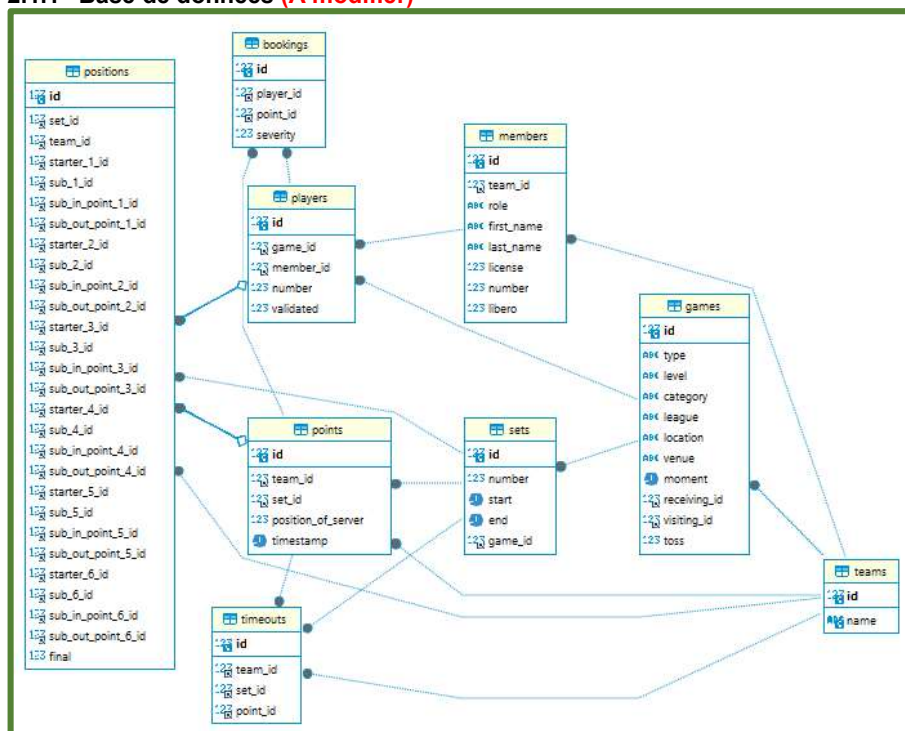 2.1.1 Base de données (A modifier)
bookings
id
player_id
point_id
severity
positions
id
set_id
team_id
starter_1_id
sub_1_id
sub_in_point_1_id
sub_out_point_1_id
starter_2_id
sub_2_id
sub_in_point_2_id
sub_out_point_2_id
starter_3_id
sub_3_id
sub_in_point_3_id
sub_out_point_3_id
starter_4_id
sub_4_id
sub_in_point_4_id
sub_out_point_4_id
starter_5_id
sub_5_id
sub_in_point_5_id
sub_out_point_5_id
starter_6_id
sub_6_id
sub_in_point_6_id
sub_out_point_6_id
final
players
id
game_id
member_id
number
validated
members
id
team_id
role
first_name
last_name
license
number
libero
games
id
type
level
category
league
location
venue
moment
receiving_id
visiting_id
toss
points
id
team_id
set_id
position_of_server
timestamp
sets
id
number
start
end
game_id
teams
id
name
timeouts
id
team_id
set_id
point_id